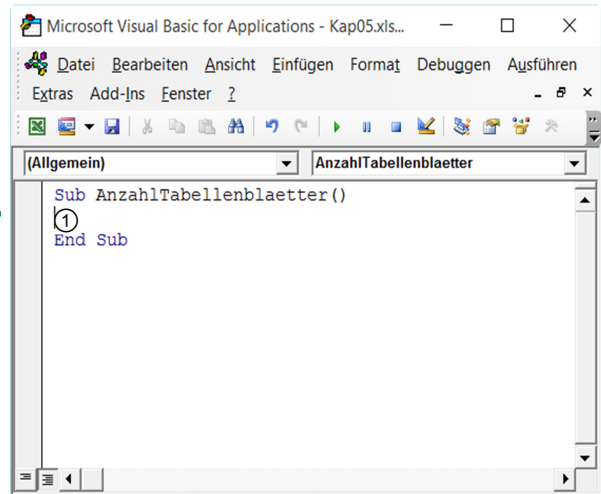 Microsoft Visual Basic for Applications - Kap05.xls...
Datei Bearbeiten Ansicht Einfügen Format Debuggen Ausführen
Extras Add-Ins Fenster ?
(Allgemein) AnzahlTabellenblaetter
Sub AnzahlTabellenblaetter()
1
End Sub